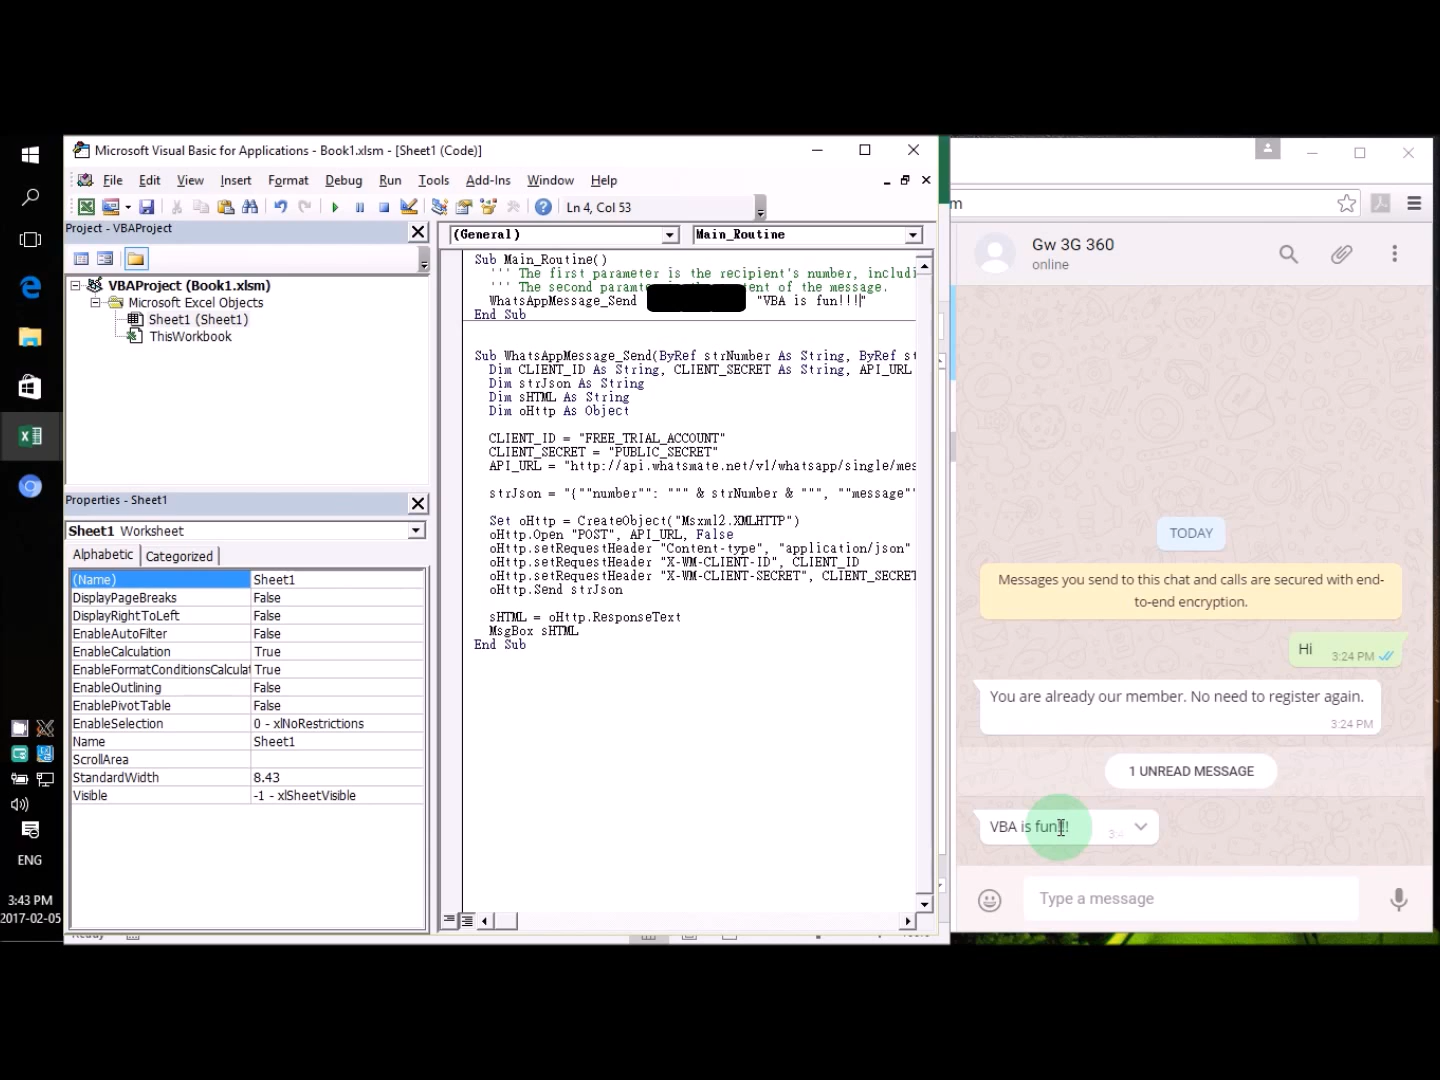 Microsoft Visual Basic for Applications - Book1.xlsm - [Sheet1 (Code)]
File Edit View Insert Format Debug Run Tools Add-Ins Window Help
Ln 4, Col 53
Project - VBAProject
VBAProject (Book1.xlsm)
Microsoft Excel Objects
Sheet1 (Sheet1)
ThisWorkbook
Properties - Sheet1
Sheet1 Worksheet
Alphabetic Categorized
(Name) Sheet1
DisplayPageBreaks False
DisplayRightToLeft False
EnableAutoFilter False
EnableCalculation True
EnableFormatConditionsCalculat True
EnableOutlining False
EnablePivotTable False
EnableSelection 0 - xlNoRestrictions
Name Sheet1
ScrollArea
StandardWidth 8.43
Visible -1 - xlSheetVisible
(General) Main_Routine
Sub Main_Routine()
''' The first parameter is the recipient's number, includi
''' The second paramet of the message.
WhatsAppMessage_Send "VBA is fun!!!"
End Sub
Sub WhatsAppMessage_Send(ByRef strNumber As String, ByRef st
Dim CLIENT_ID As String, CLIENT_SECRET As String, API_URL
Dim strJson As String
Dim sHTML As String
Dim oHttp As Object
CLIENT_ID = "FREE_TRIAL_ACCOUNT"
CLIENT_SECRET = "PUBLIC_SECRET"
API_URL = "http://api.whatsmate.net/v1/whatsapp/single/mes
strJson = "{""number"": """ & strNumber & """, ""message""
Set oHttp = CreateObject("Msxml2.XMLHTTP")
oHttp.Open "POST", API_URL, False
oHttp.setRequestHeader "Content-type", "application/json"
oHttp.setRequestHeader "X-WM-CLIENT-ID", CLIENT_ID
oHttp.setRequestHeader "X-WM-CLIENT-SECRET", CLIENT_SECRET
oHttp.Send strJson
sHTML = oHttp.ResponseText
MsgBox sHTML
End Sub
m
Gw 3G 360
online
TODAY
Messages you send to this chat and calls are secured with end-
to-end encryption.
Hi
3:24 PM
You are already our member. No need to register again.
3:24 PM
1 UNREAD MESSAGE
VBA is fun!!!
Type a message
ENG
3:43 PM
2017-02-05